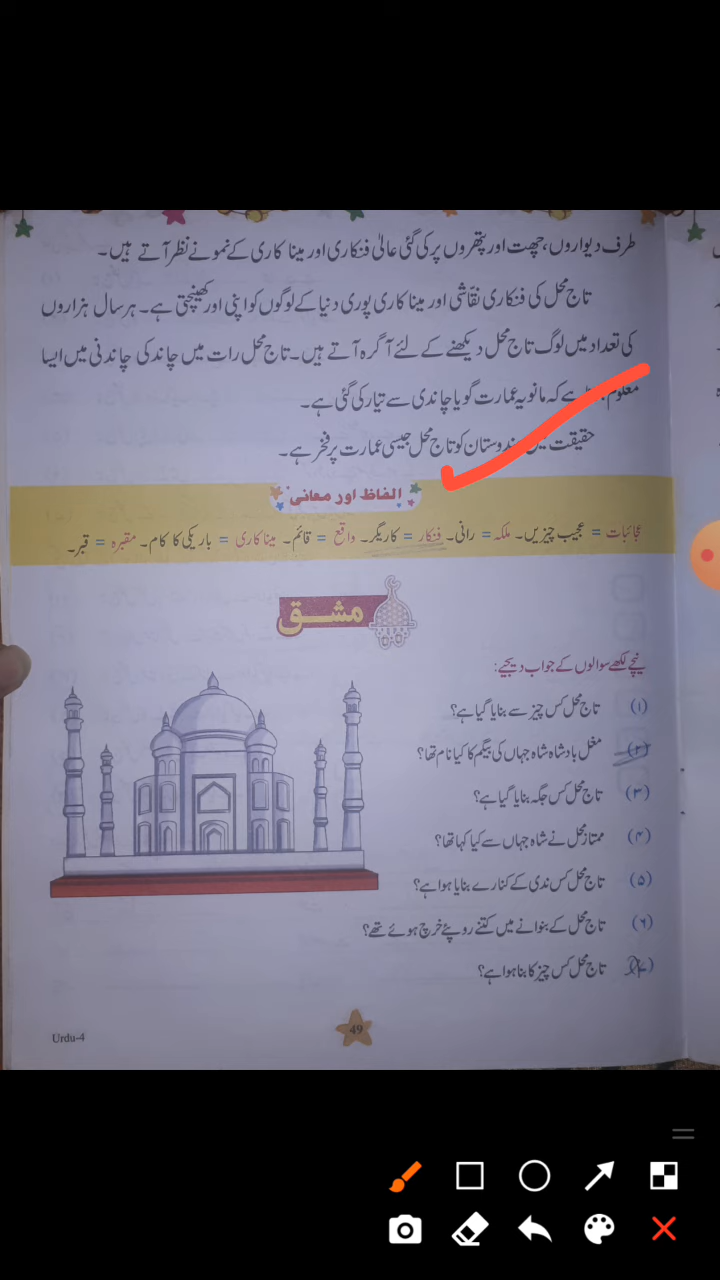 طرف دیواروں، چھت اور پتھروں پر کی گئی عالیٰ فنکاری اور مینا کاری کے نمونے نظر آتے ہیں۔
تاج محل کی فنکاری نقّاشی اور مینا کاری پوری دنیا کے لوگوں کو اپنی اور کھینچتی ہے۔ ہر سال ہزاروں
کی تعداد میں لوگ تاج محل دیکھنے کے لئے آگرہ آتے ہیں۔ تاج محل رات میں چاند کی چاندنی میں ایسا
معلوم ہے کہ مانو یہ عمارت گویا چاندی سے تیار کی گئی ہے۔
حقیقت میں ہندوستان کو تاج محل جیسی عمارت پر فخر ہے۔
الفاظ اور معانی
عجائبات = عجیب چیزیں۔ ملکہ = رانی۔ فنکار = کاریگر۔ واقع = قائم۔ مینا کاری = باریکی کا کام۔ مقبرہ = قبر۔
مشق
نیچے لکھے سوالوں کے جواب دیجیے:
(۱) تاج محل کس چیز سے بنایا گیا ہے؟
(۲) مغل بادشاہ شاہ جہاں کی بیگم کا کیا نام تھا؟
(۳) تاج محل کس جگہ بنایا گیا ہے؟
(۴) ممتاز محل نے شاہ جہاں سے کیا کہا تھا؟
(۵) تاج محل کس ندی کے کنارے بنایا ہوا ہے؟
(۶) تاج محل کے بنوانے میں کتنے روپئے خرچ ہوئے تھے؟
تاج محل کس چیز کا بنا ہوا ہے؟
Urdu-4
49